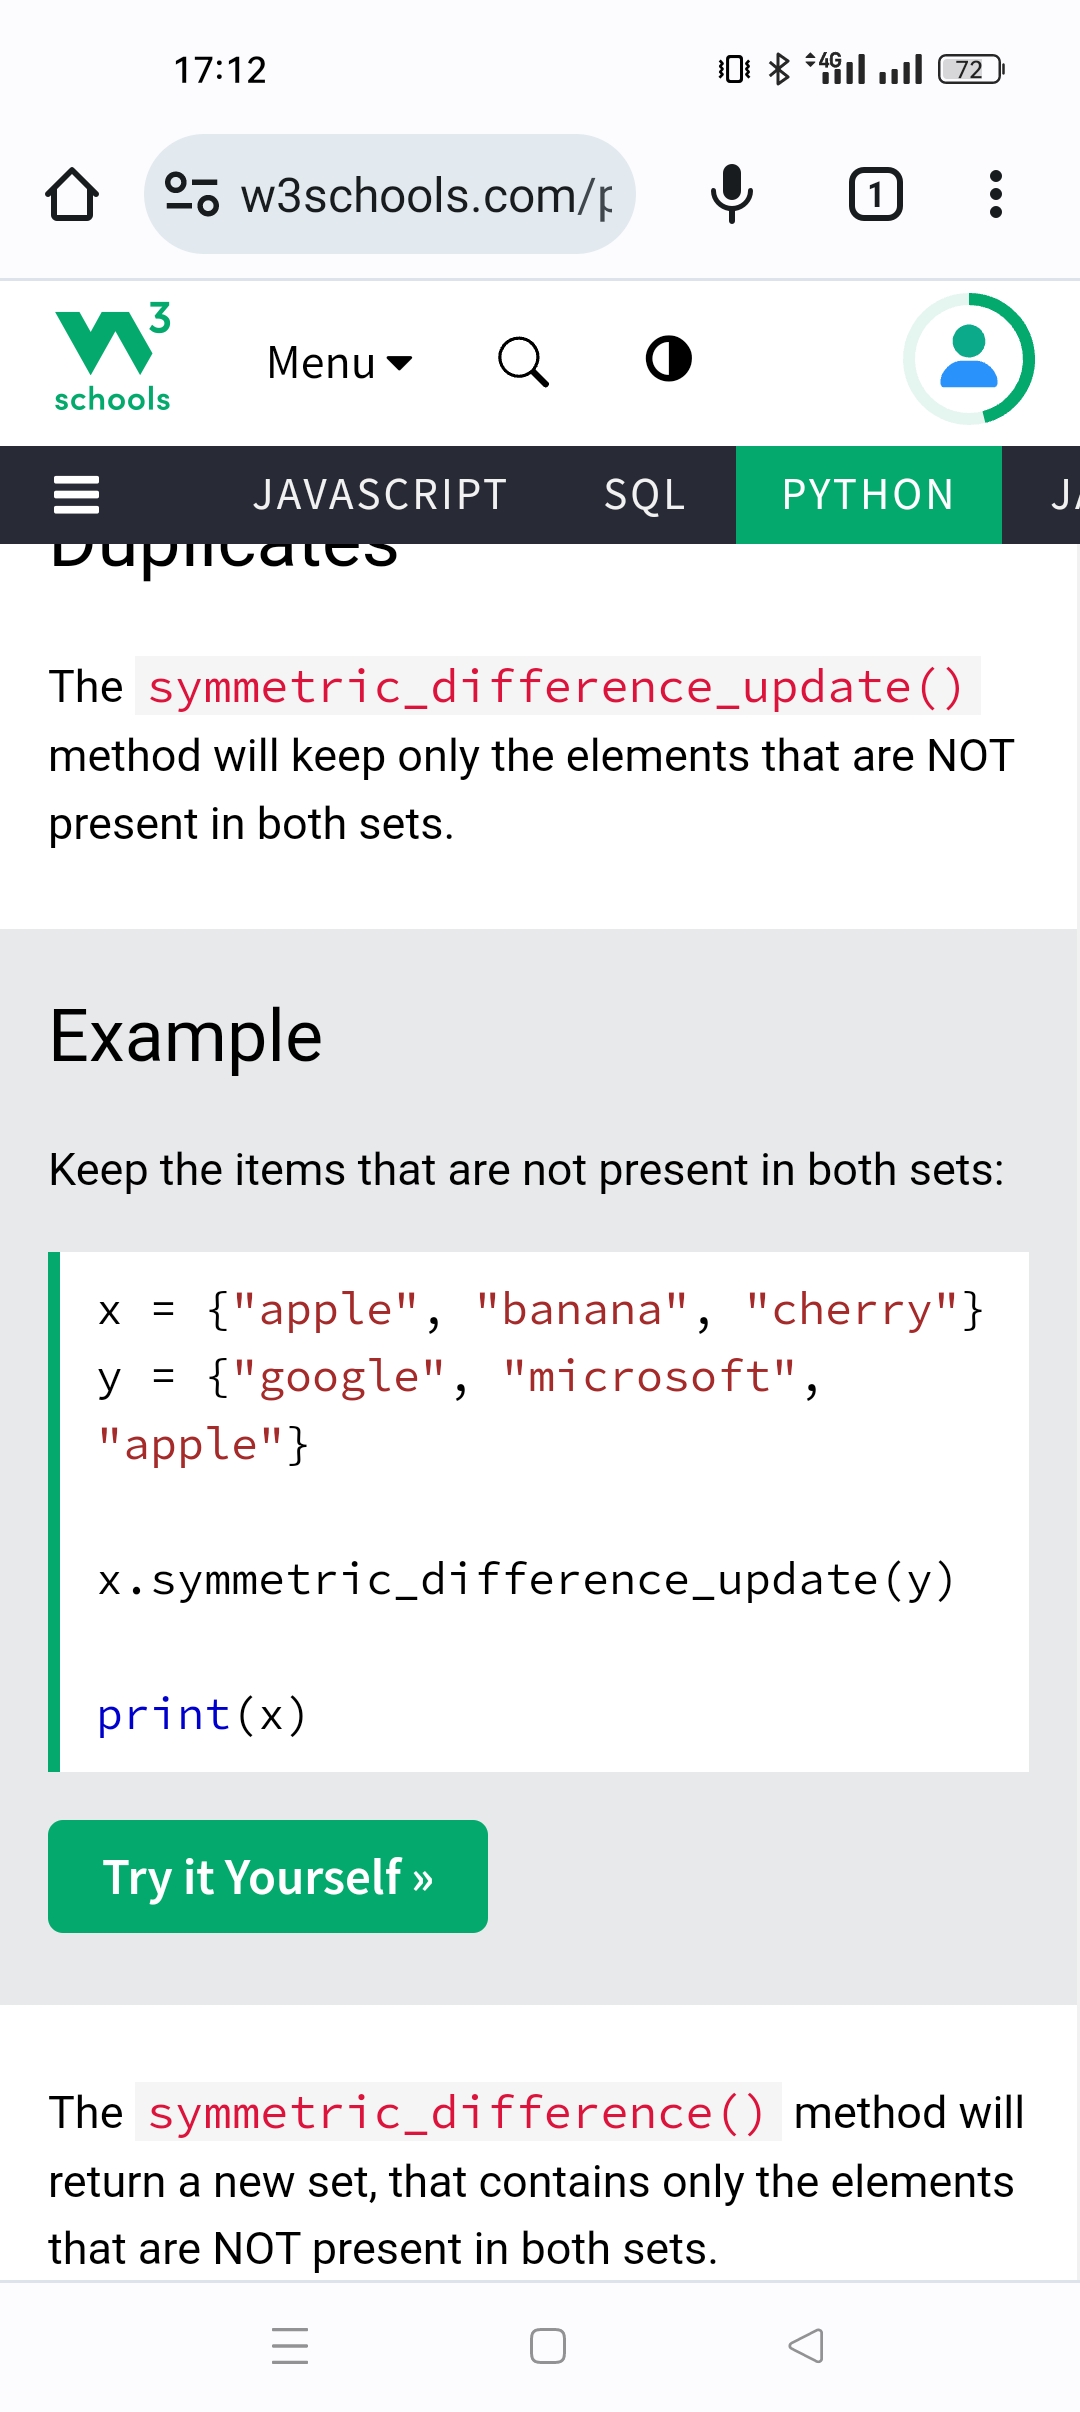 17:12
4G
72
w3schools.com/p
1
3
schools
Menu
JAVASCRIPT SQL PYTHON JA
Duplicates
The symmetric_difference_update()
method will keep only the elements that are NOT
present in both sets.
Example
Keep the items that are not present in both sets:
x = {"apple", "banana", "cherry"}
y = {"google", "microsoft",
"apple"}
x.symmetric_difference_update(y)
print(x)
Try it Yourself »
The symmetric_difference() method will
return a new set, that contains only the elements
that are NOT present in both sets.